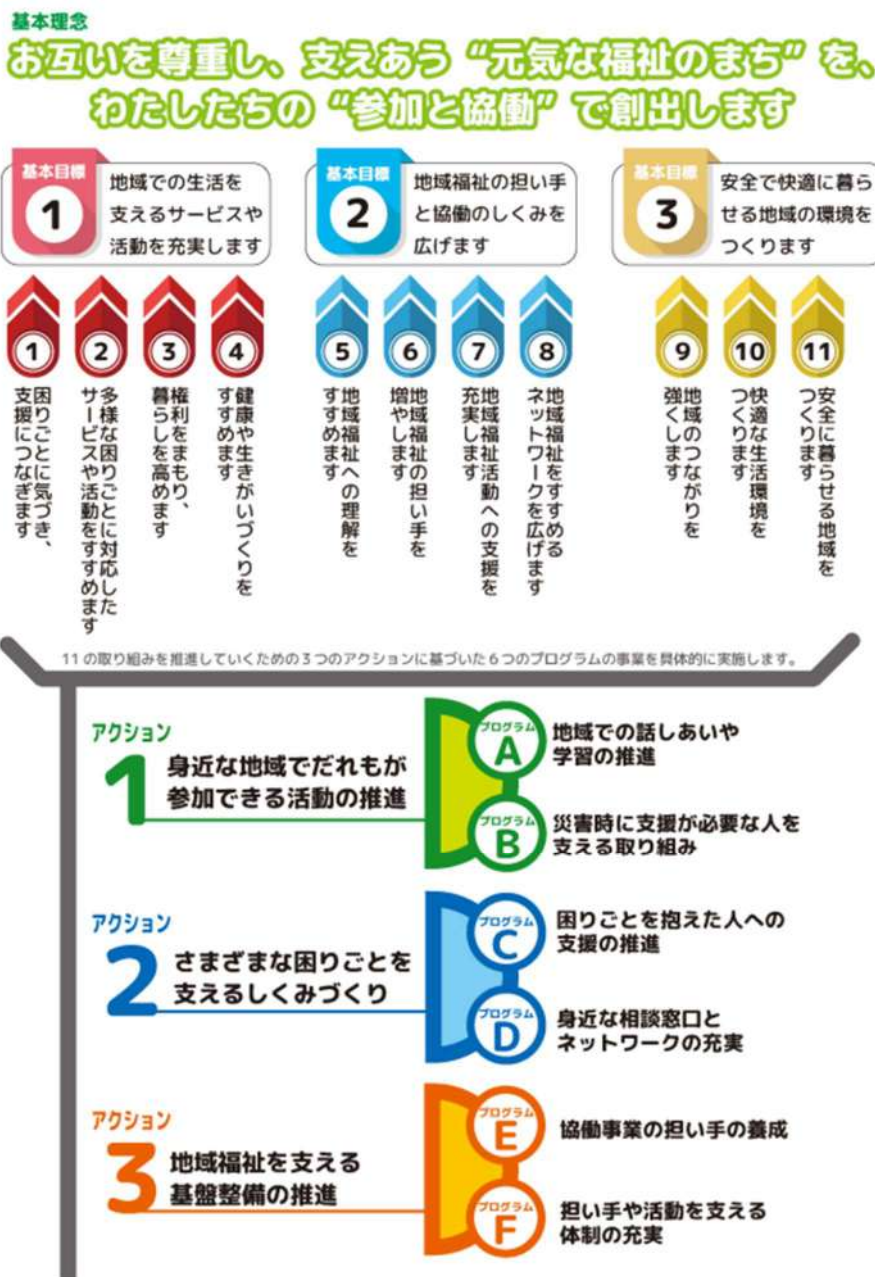 基本理念
お互いを尊重し、支えあう“元気な福祉のまち”を、
わたしたちの“参加と協働”で創出します
基本目標
1
地域での生活を
支えるサービスや
活動を充実します
基本目標
2
地域福祉の担い手
と協働のしくみを
広げます
基本目標
3
安全で快適に暮ら
せる地域の環境を
つくります
1
困りごとに気づき、
支援につなぎます
2
多様な困りごとに対応した
サービスや活動をすすめます
3
権利をまもり、
暮らしを高めます
4
健康や生きがいづくりを
すすめます
5
地域福祉への理解を
すすめます
6
地域福祉の担い手を
増やします
7
地域福祉活動への支援を
充実します
8
地域福祉をすすめる
ネットワークを広げます
9
地域のつながりを
強くします
10
快適な生活環境を
つくります
11
安全に暮らせる地域を
つくります
11の取り組みを推進していくための3つのアクションに基づいた6つのプログラムの事業を具体的に実施します。
アクション
1
身近な地域でだれもが
参加できる活動の推進
プログラム
A
地域での話しあいや
学習の推進
プログラム
B
災害時に支援が必要な人を
支える取り組み
アクション
2
さまざまな困りごとを
支えるしくみづくり
プログラム
C
困りごとを抱えた人への
支援の推進
プログラム
D
身近な相談窓口と
ネットワークの充実
アクション
3
地域福祉を支える
基盤整備の推進
プログラム
E
協働事業の担い手の養成
プログラム
F
担い手や活動を支える
体制の充実